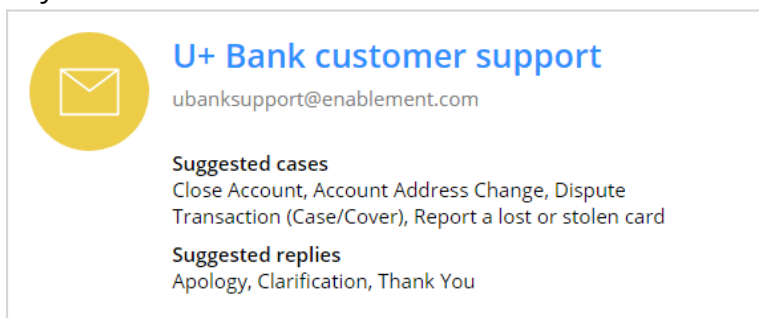 U+ Bank customer support
ubanksupport@enablement.com
Suggested cases
Close Account, Account Address Change, Dispute
Transaction (Case/Cover), Report a lost or stolen card
Suggested replies
Apology, Clarification, Thank You